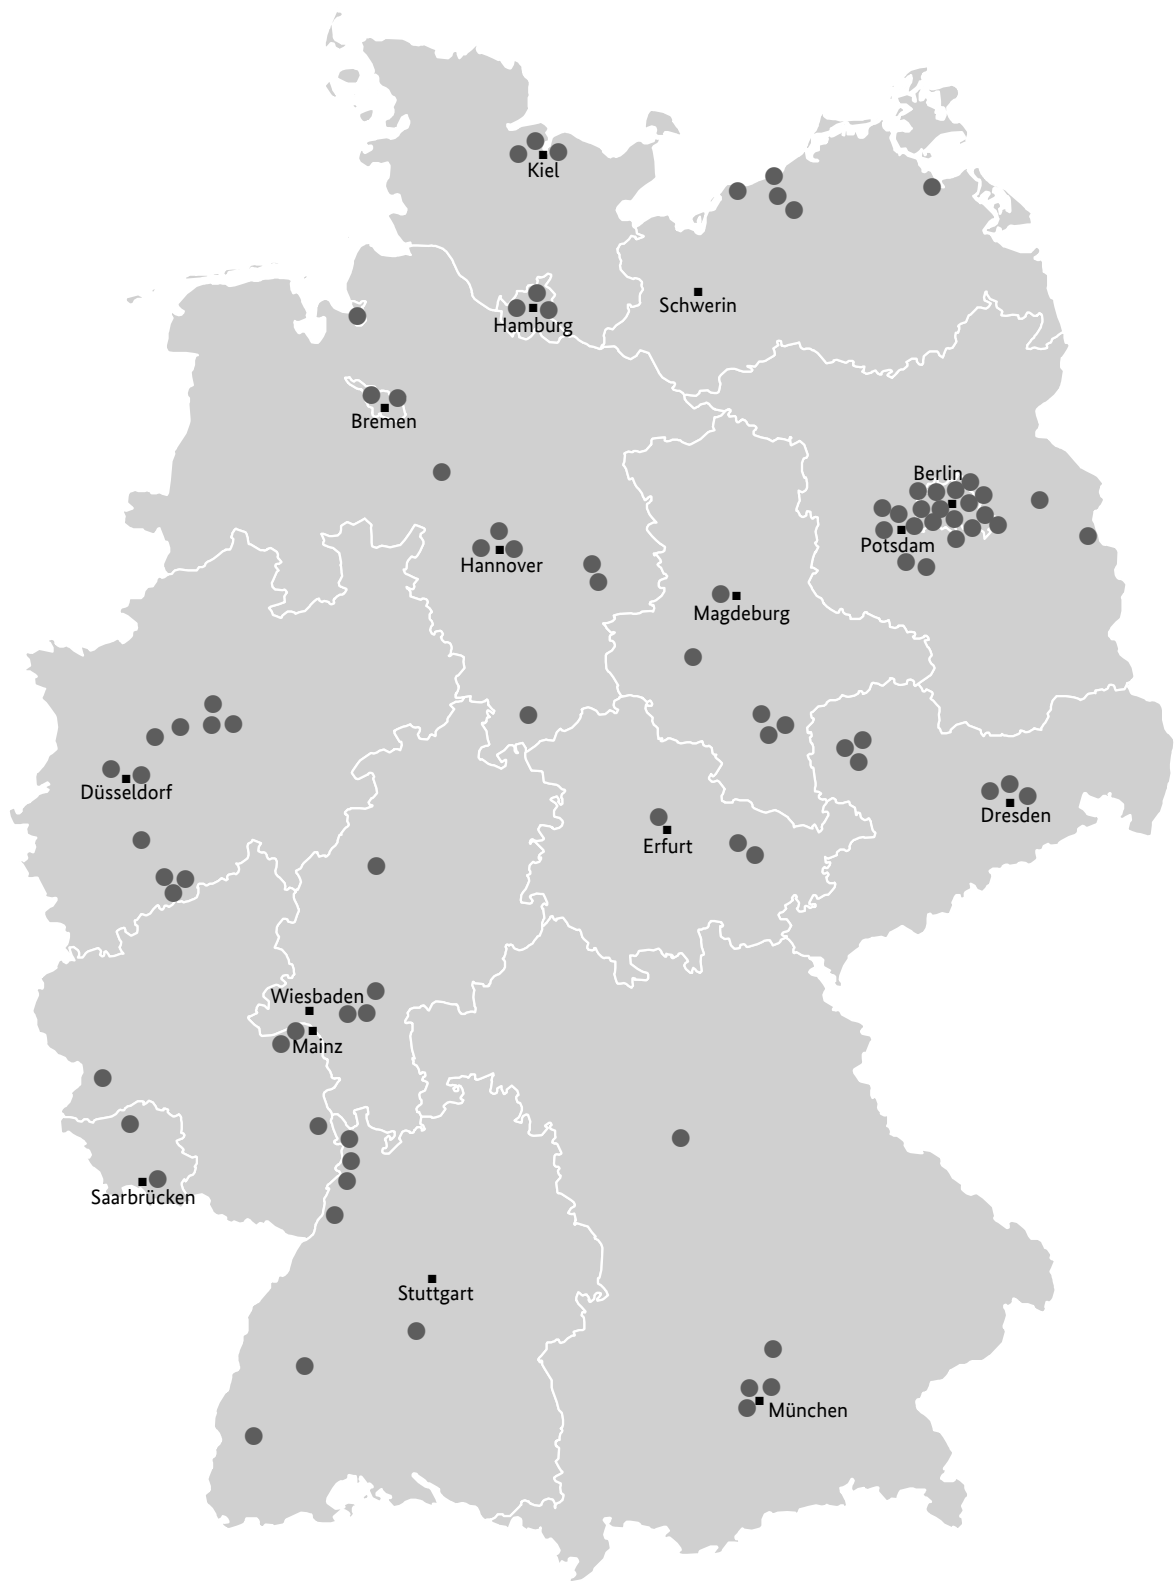 Kiel
Schwerin
Hamburg
Bremen
Berlin
Potsdam
Hannover
Magdeburg
Düsseldorf
Dresden
Erfurt
Wiesbaden
Mainz
Saarbrücken
Stuttgart
München